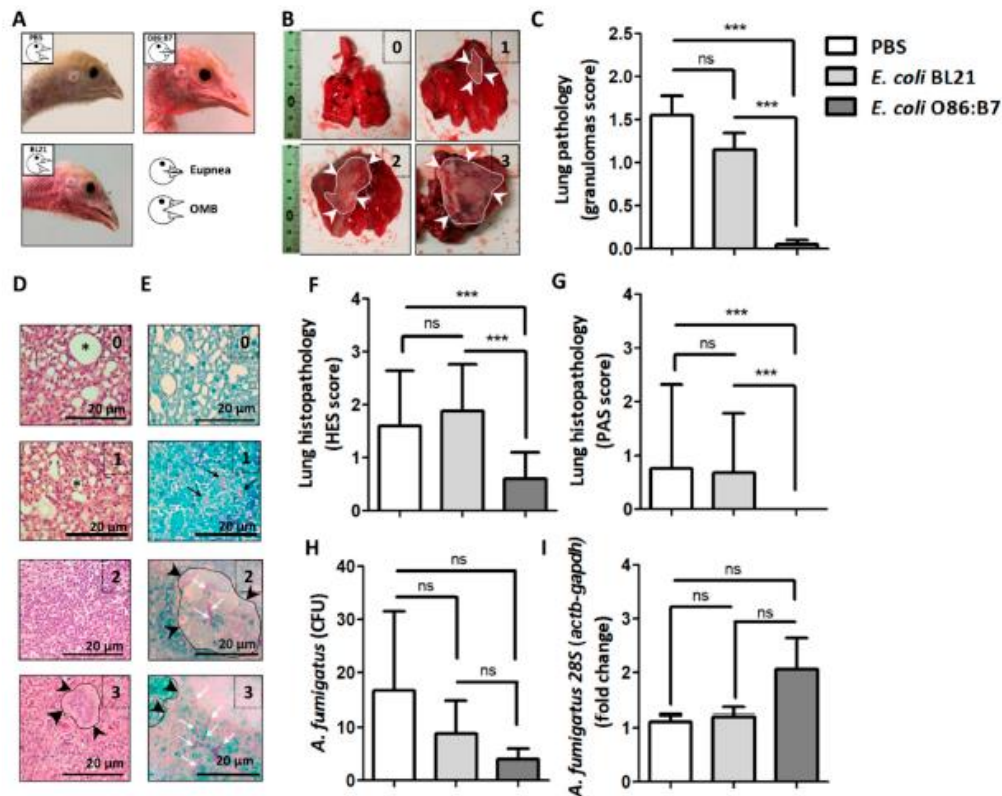 A
PBS
O86:B7
BL21
Eupnea
OMB
B
0
1
2
3
C
Lung pathology
(granulomas score)
2.0
1.5
1.0
0.5
0.0
***
ns
***
PBS
E. coli BL21
E. coli O86:B7
D
0
*
20 µm
1
*
20 µm
2
20 µm
3
20 µm
E
0
20 µm
1
20 µm
2
20 µm
3
20 µm
F
Lung histopathology
(HES score)
4
3
2
1
0
***
ns
***
G
Lung histopathology
(PAS score)
4
3
2
1
0
***
ns
***
H
A. fumigatus (CFU)
60
40
20
10
0
ns
ns
ns
I
A. fumigatus 28S (actb-gapdh)
(fold change)
4
3
2
1
0
ns
ns
ns